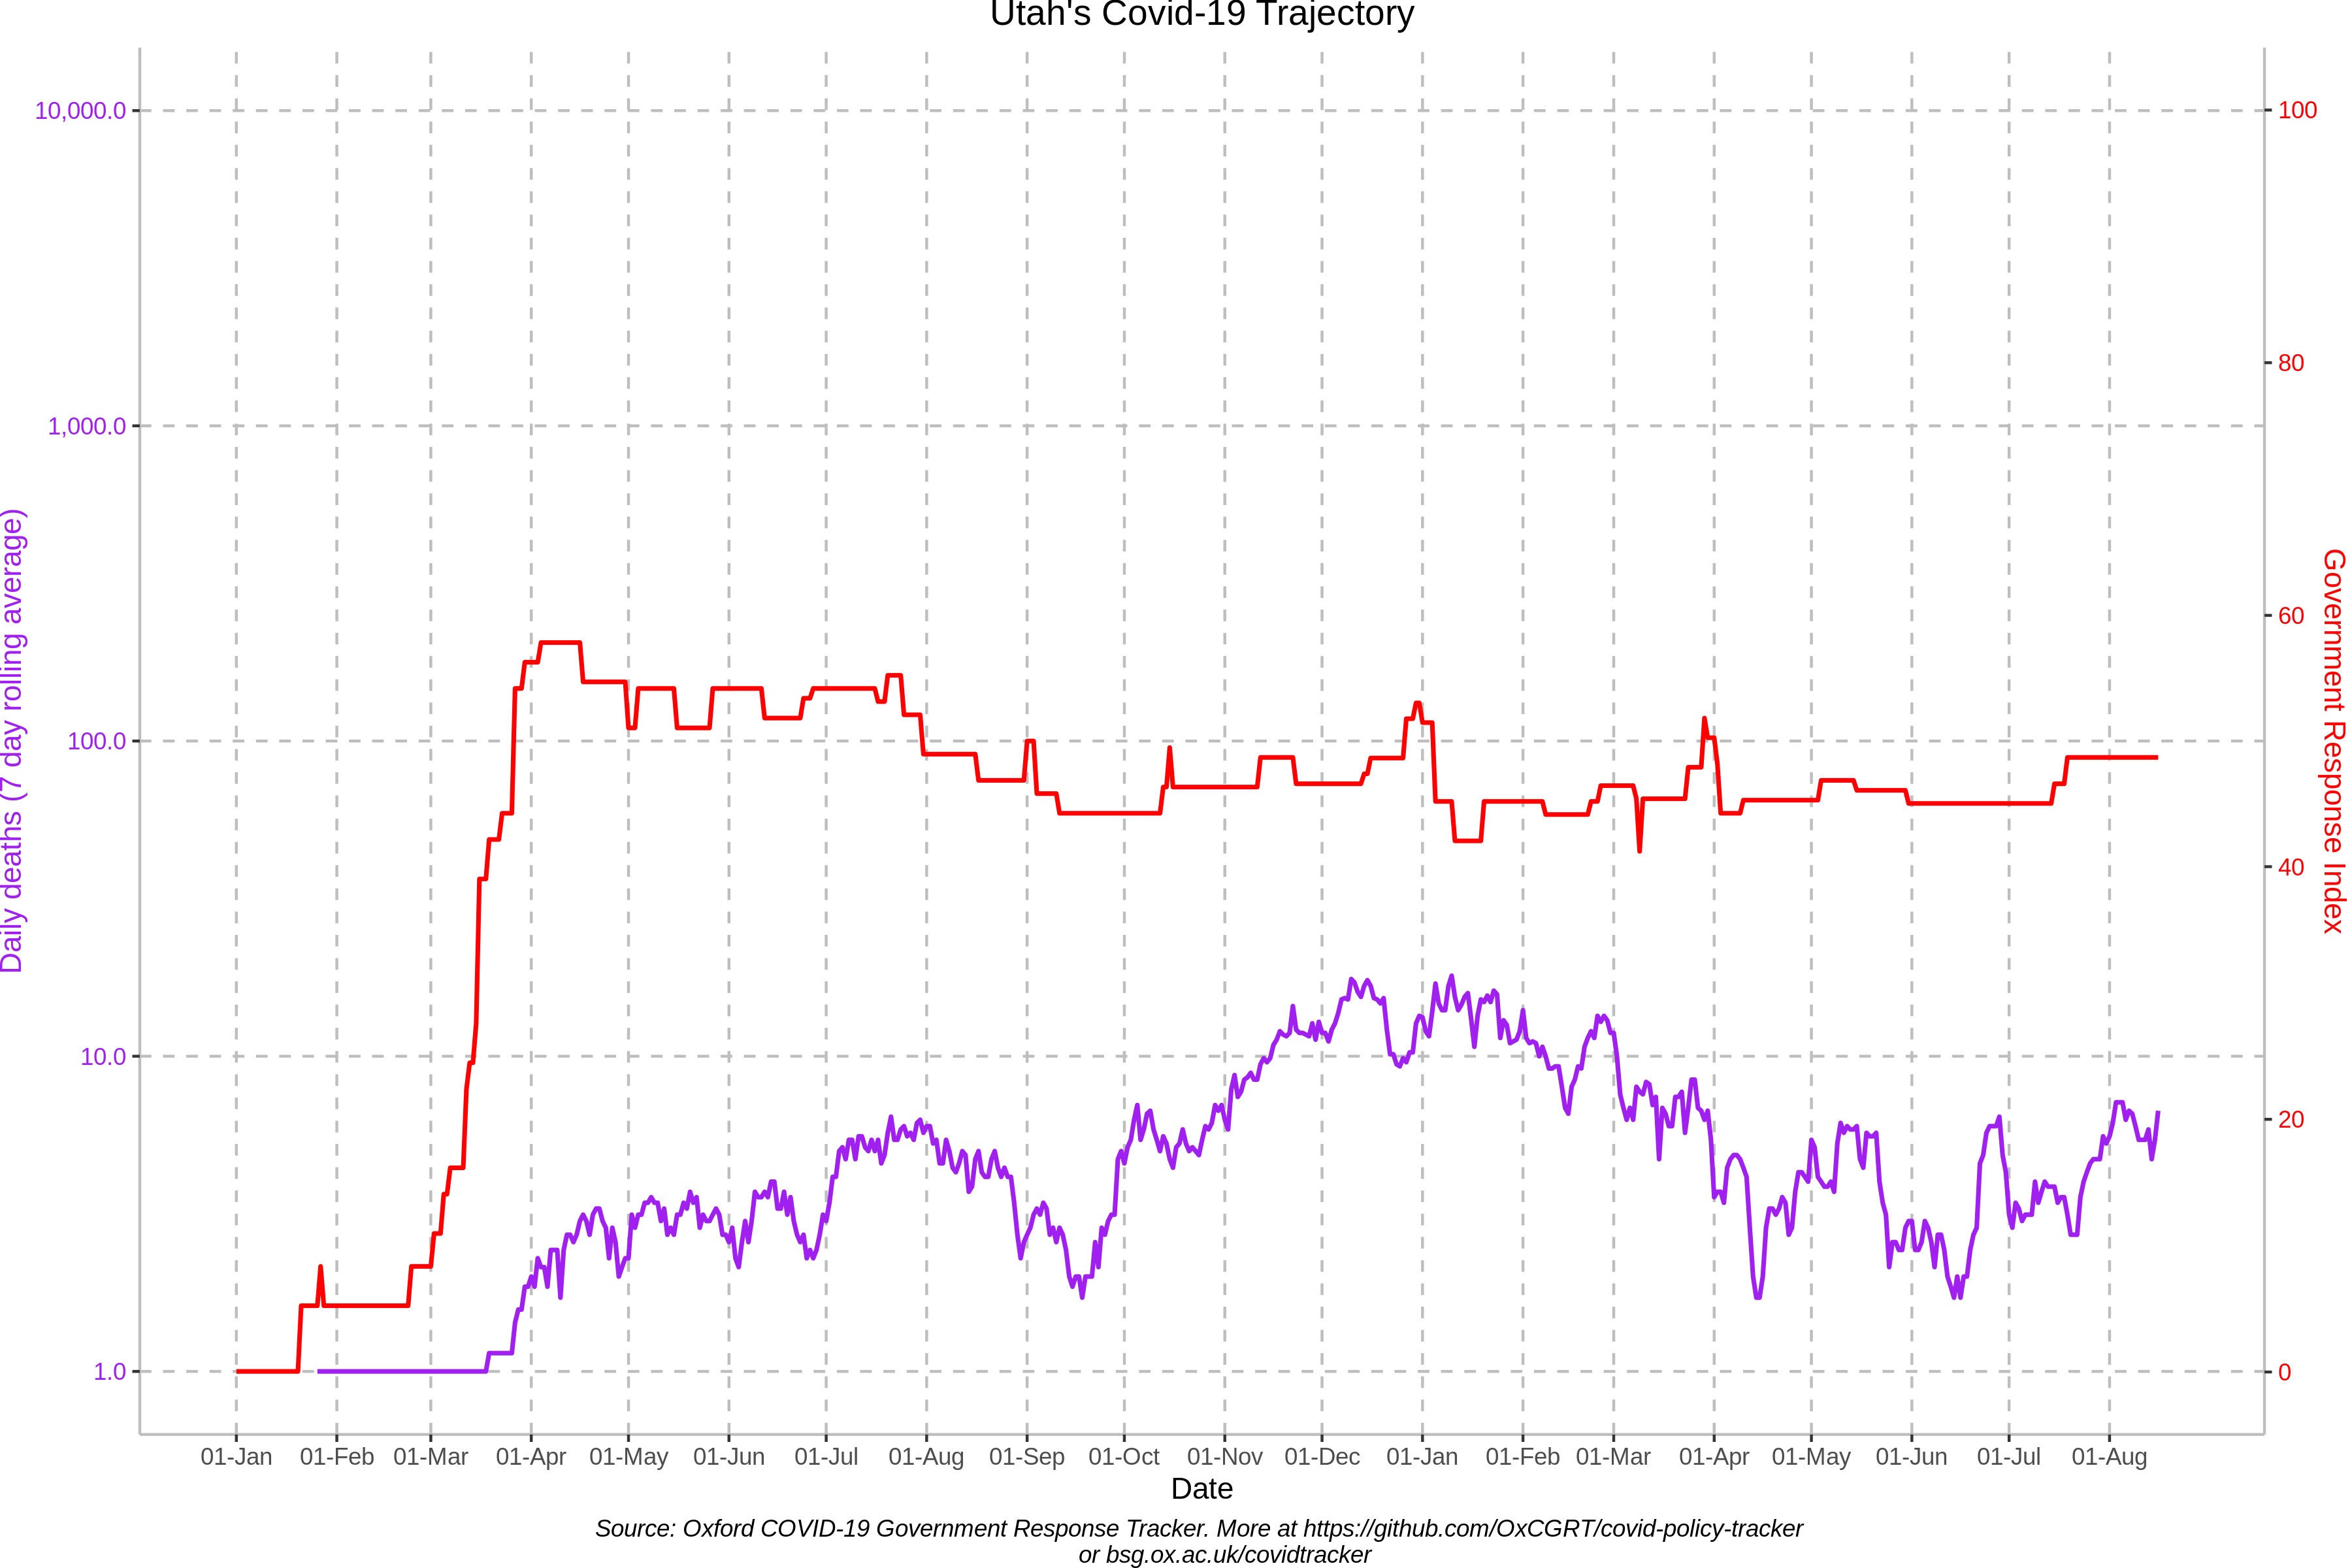 Utah's Covid-19 Trajectory
10,000.0
1,000.0
100.0
10.0
1.0
Daily deaths (7 day rolling average)
100
80
60
40
20
0
Government Response Index
01-Jan 01-Feb 01-Mar 01-Apr 01-May 01-Jun 01-Jul 01-Aug 01-Sep 01-Oct 01-Nov 01-Dec 01-Jan 01-Feb 01-Mar 01-Apr 01-May 01-Jun 01-Jul 01-Aug
Date
Source: Oxford COVID-19 Government Response Tracker. More at https://github.com/OxCGRT/covid-policy-tracker
or bsg.ox.ac.uk/covidtracker